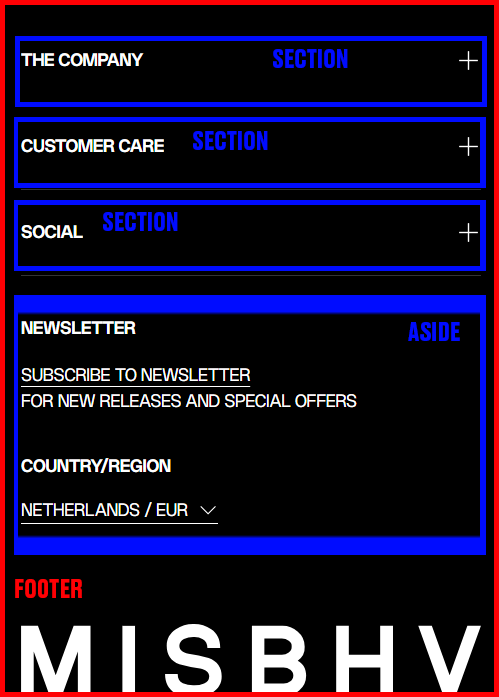 THE COMPANY SECTION
CUSTOMER CARE SECTION
SOCIAL SECTION
NEWSLETTER ASIDE
SUBSCRIBE TO NEWSLETTER
FOR NEW RELEASES AND SPECIAL OFFERS
COUNTRY/REGION
NETHERLANDS / EUR
FOOTER
MISBHV